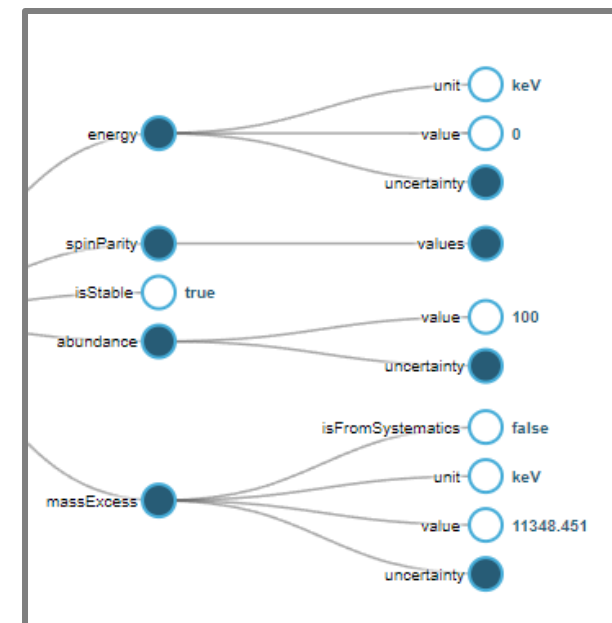 unit keV
energy value 0
uncertainty
spinParity values
isStable true
value 100
abundance
uncertainty
isFromSystematics false
unit keV
massExcess
value 11348.451
uncertainty